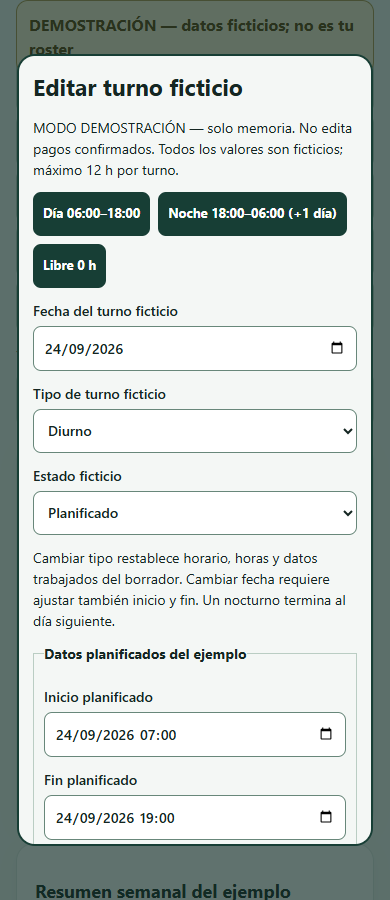 DEMOSTRACIÓN — datos ficticios; no es tu
roster
Editar turno ficticio
MODO DEMOSTRACIÓN — solo memoria. No edita
pagos confirmados. Todos los valores son ficticios;
máximo 12 h por turno.
Día 06:00–18:00
Noche 18:00–06:00 (+1 día)
Libre 0 h
Fecha del turno ficticio
24/09/2026
Tipo de turno ficticio
Diurno
Estado ficticio
Planificado
Cambiar tipo restablece horario, horas y datos
trabajados del borrador. Cambiar fecha requiere
ajustar también inicio y fin. Un nocturno termina al
día siguiente.
Datos planificados del ejemplo
Inicio planificado
24/09/2026 07:00
Fin planificado
24/09/2026 19:00
Resumen semanal del ejemplo